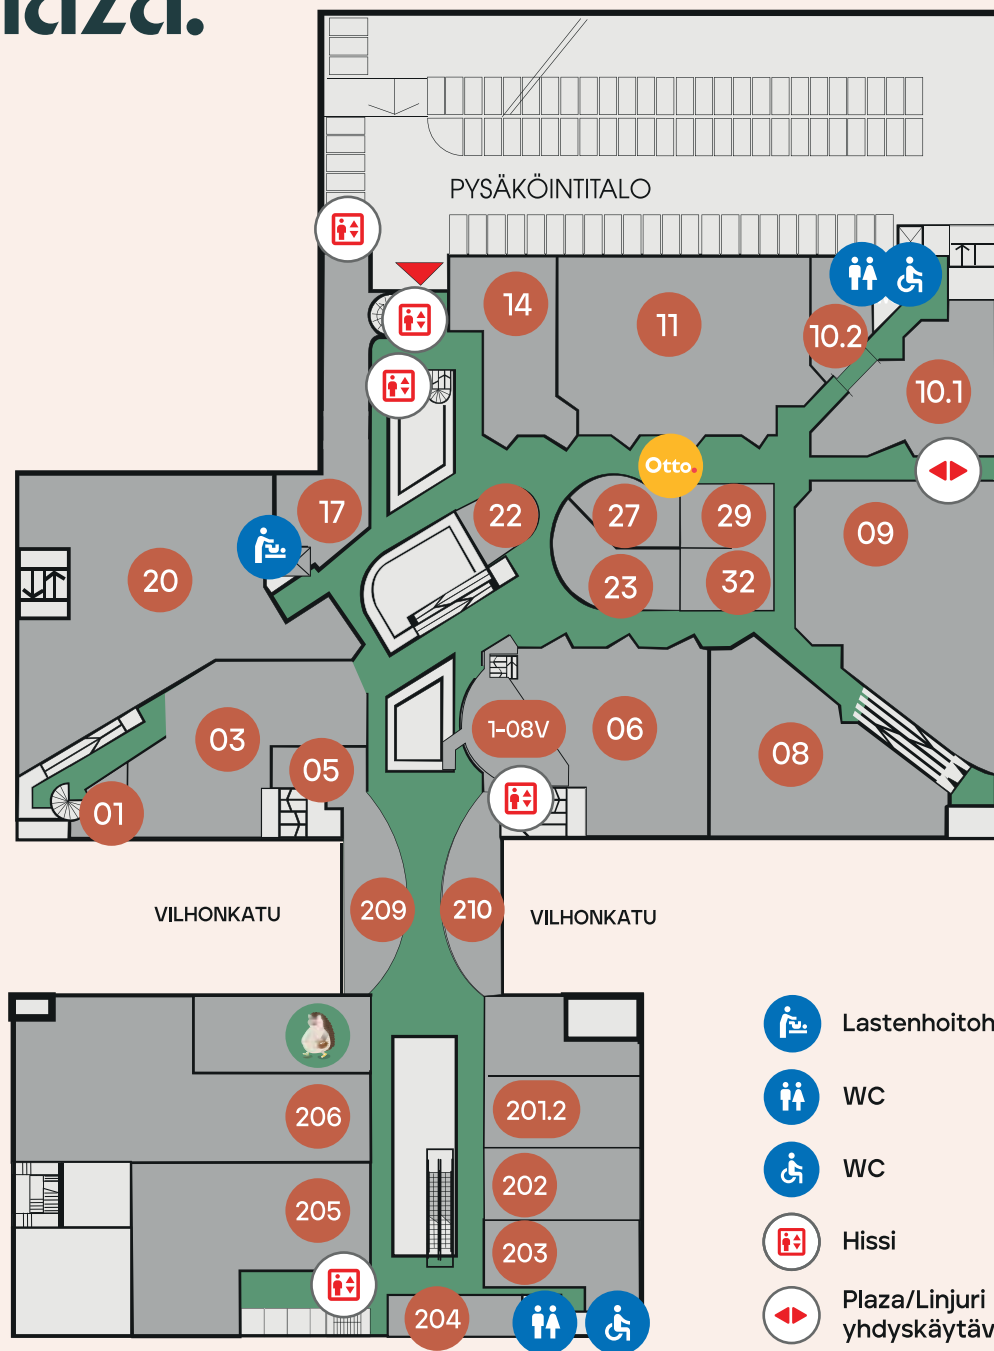 PYSÄKÖINTITALO
14
11
10.2
10.1
Otto.
17
22
27
29
09
20
23
32
03
1-08V
06
05
08
01
209
210
VILHONKATU
VILHONKATU
206
201.2
202
205
203
204
Lastenhoitoh
WC
WC
Hissi
Plaza/Linjuri
yhdyskäytäv